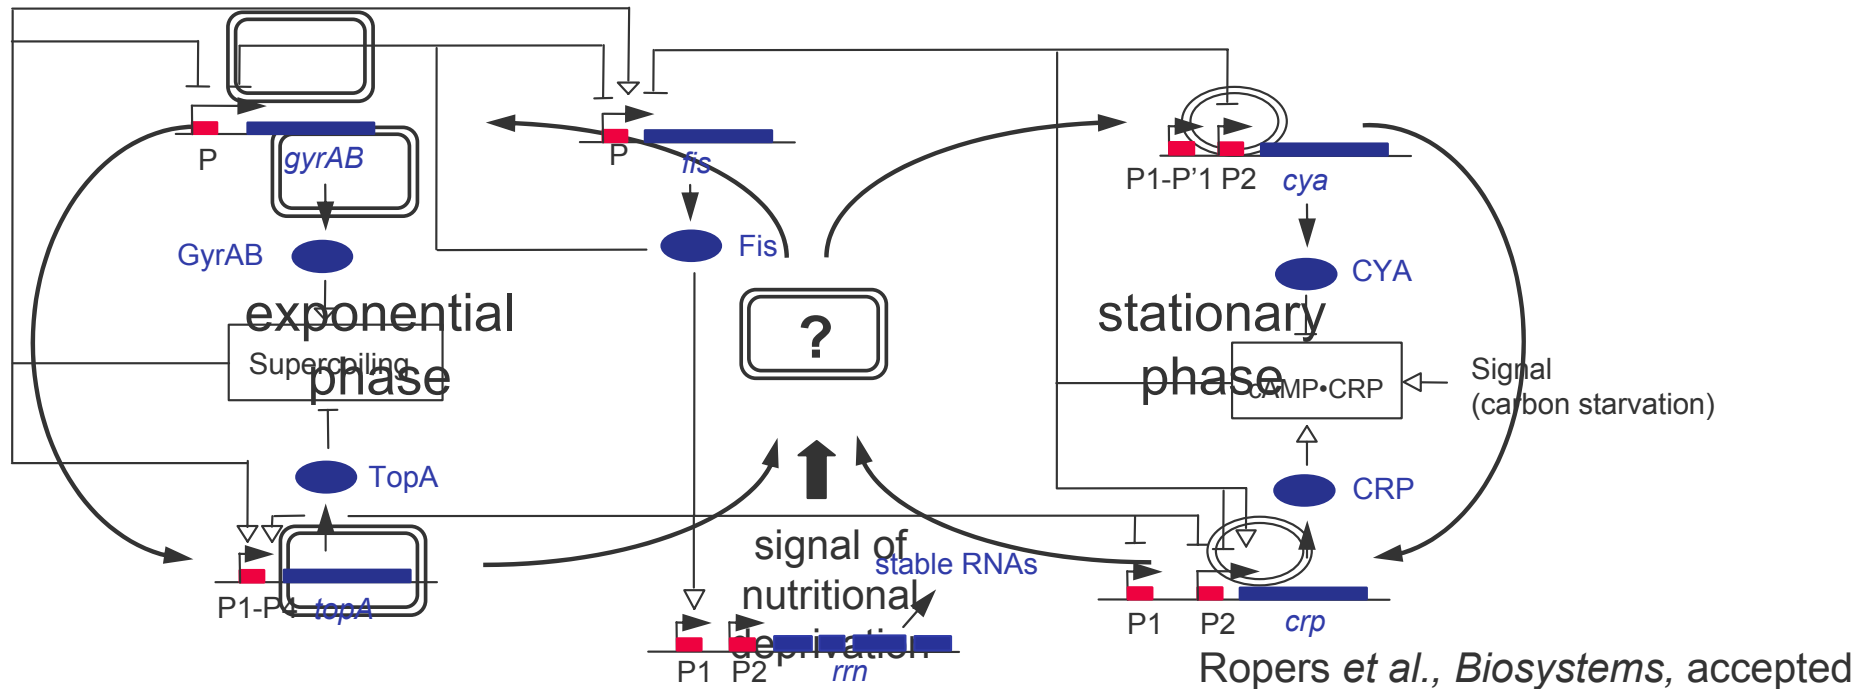 P
gyrAB
P
fis
P1-P’1 P2
cya
GyrAB
Fis
CYA
exponential
phase
Supercoiling
?
stationary
phase
cAMP•CRP
Signal
(carbon starvation)
TopA
CRP
signal of
nutritional
deprivation
stable RNAs
P1-P4
topA
P1
P2
rrn
P1
P2
crp
Ropers et al., Biosystems, accepted